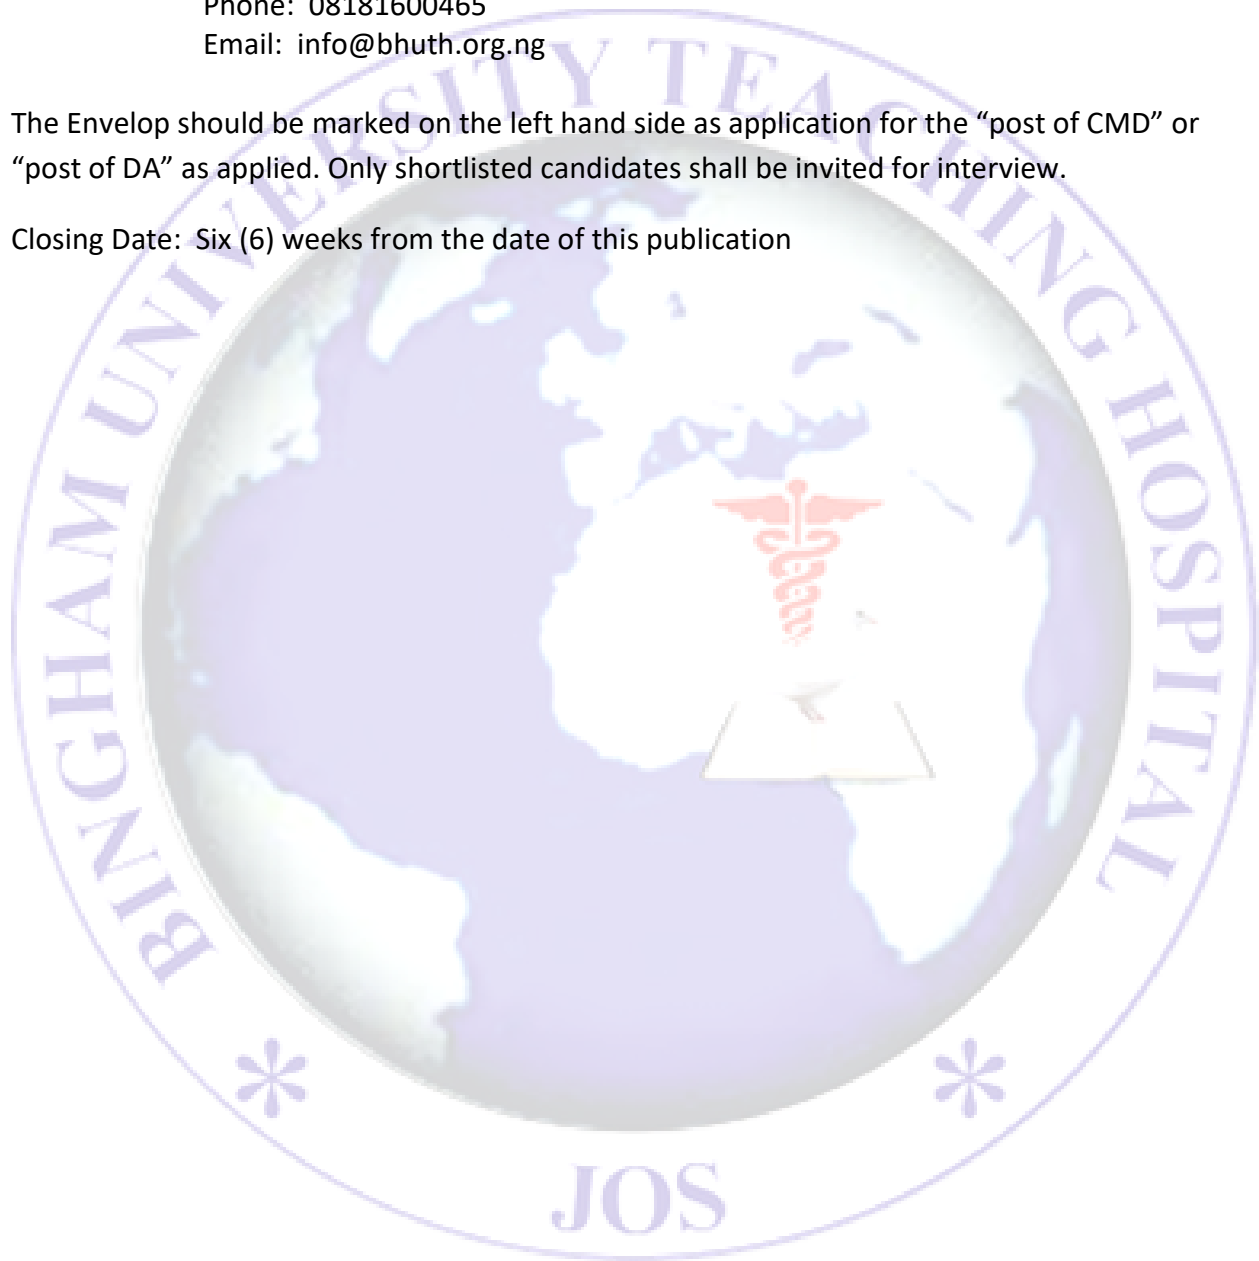 Phone: 08181600465
Email: info@bhuth.org.ng
The Envelop should be marked on the left hand side as application for the “post of CMD” or
“post of DA” as applied. Only shortlisted candidates shall be invited for interview.
Closing Date: Six (6) weeks from the date of this publication
BINGHAM UNIVERSITY TEACHING HOSPITAL
* JOS *